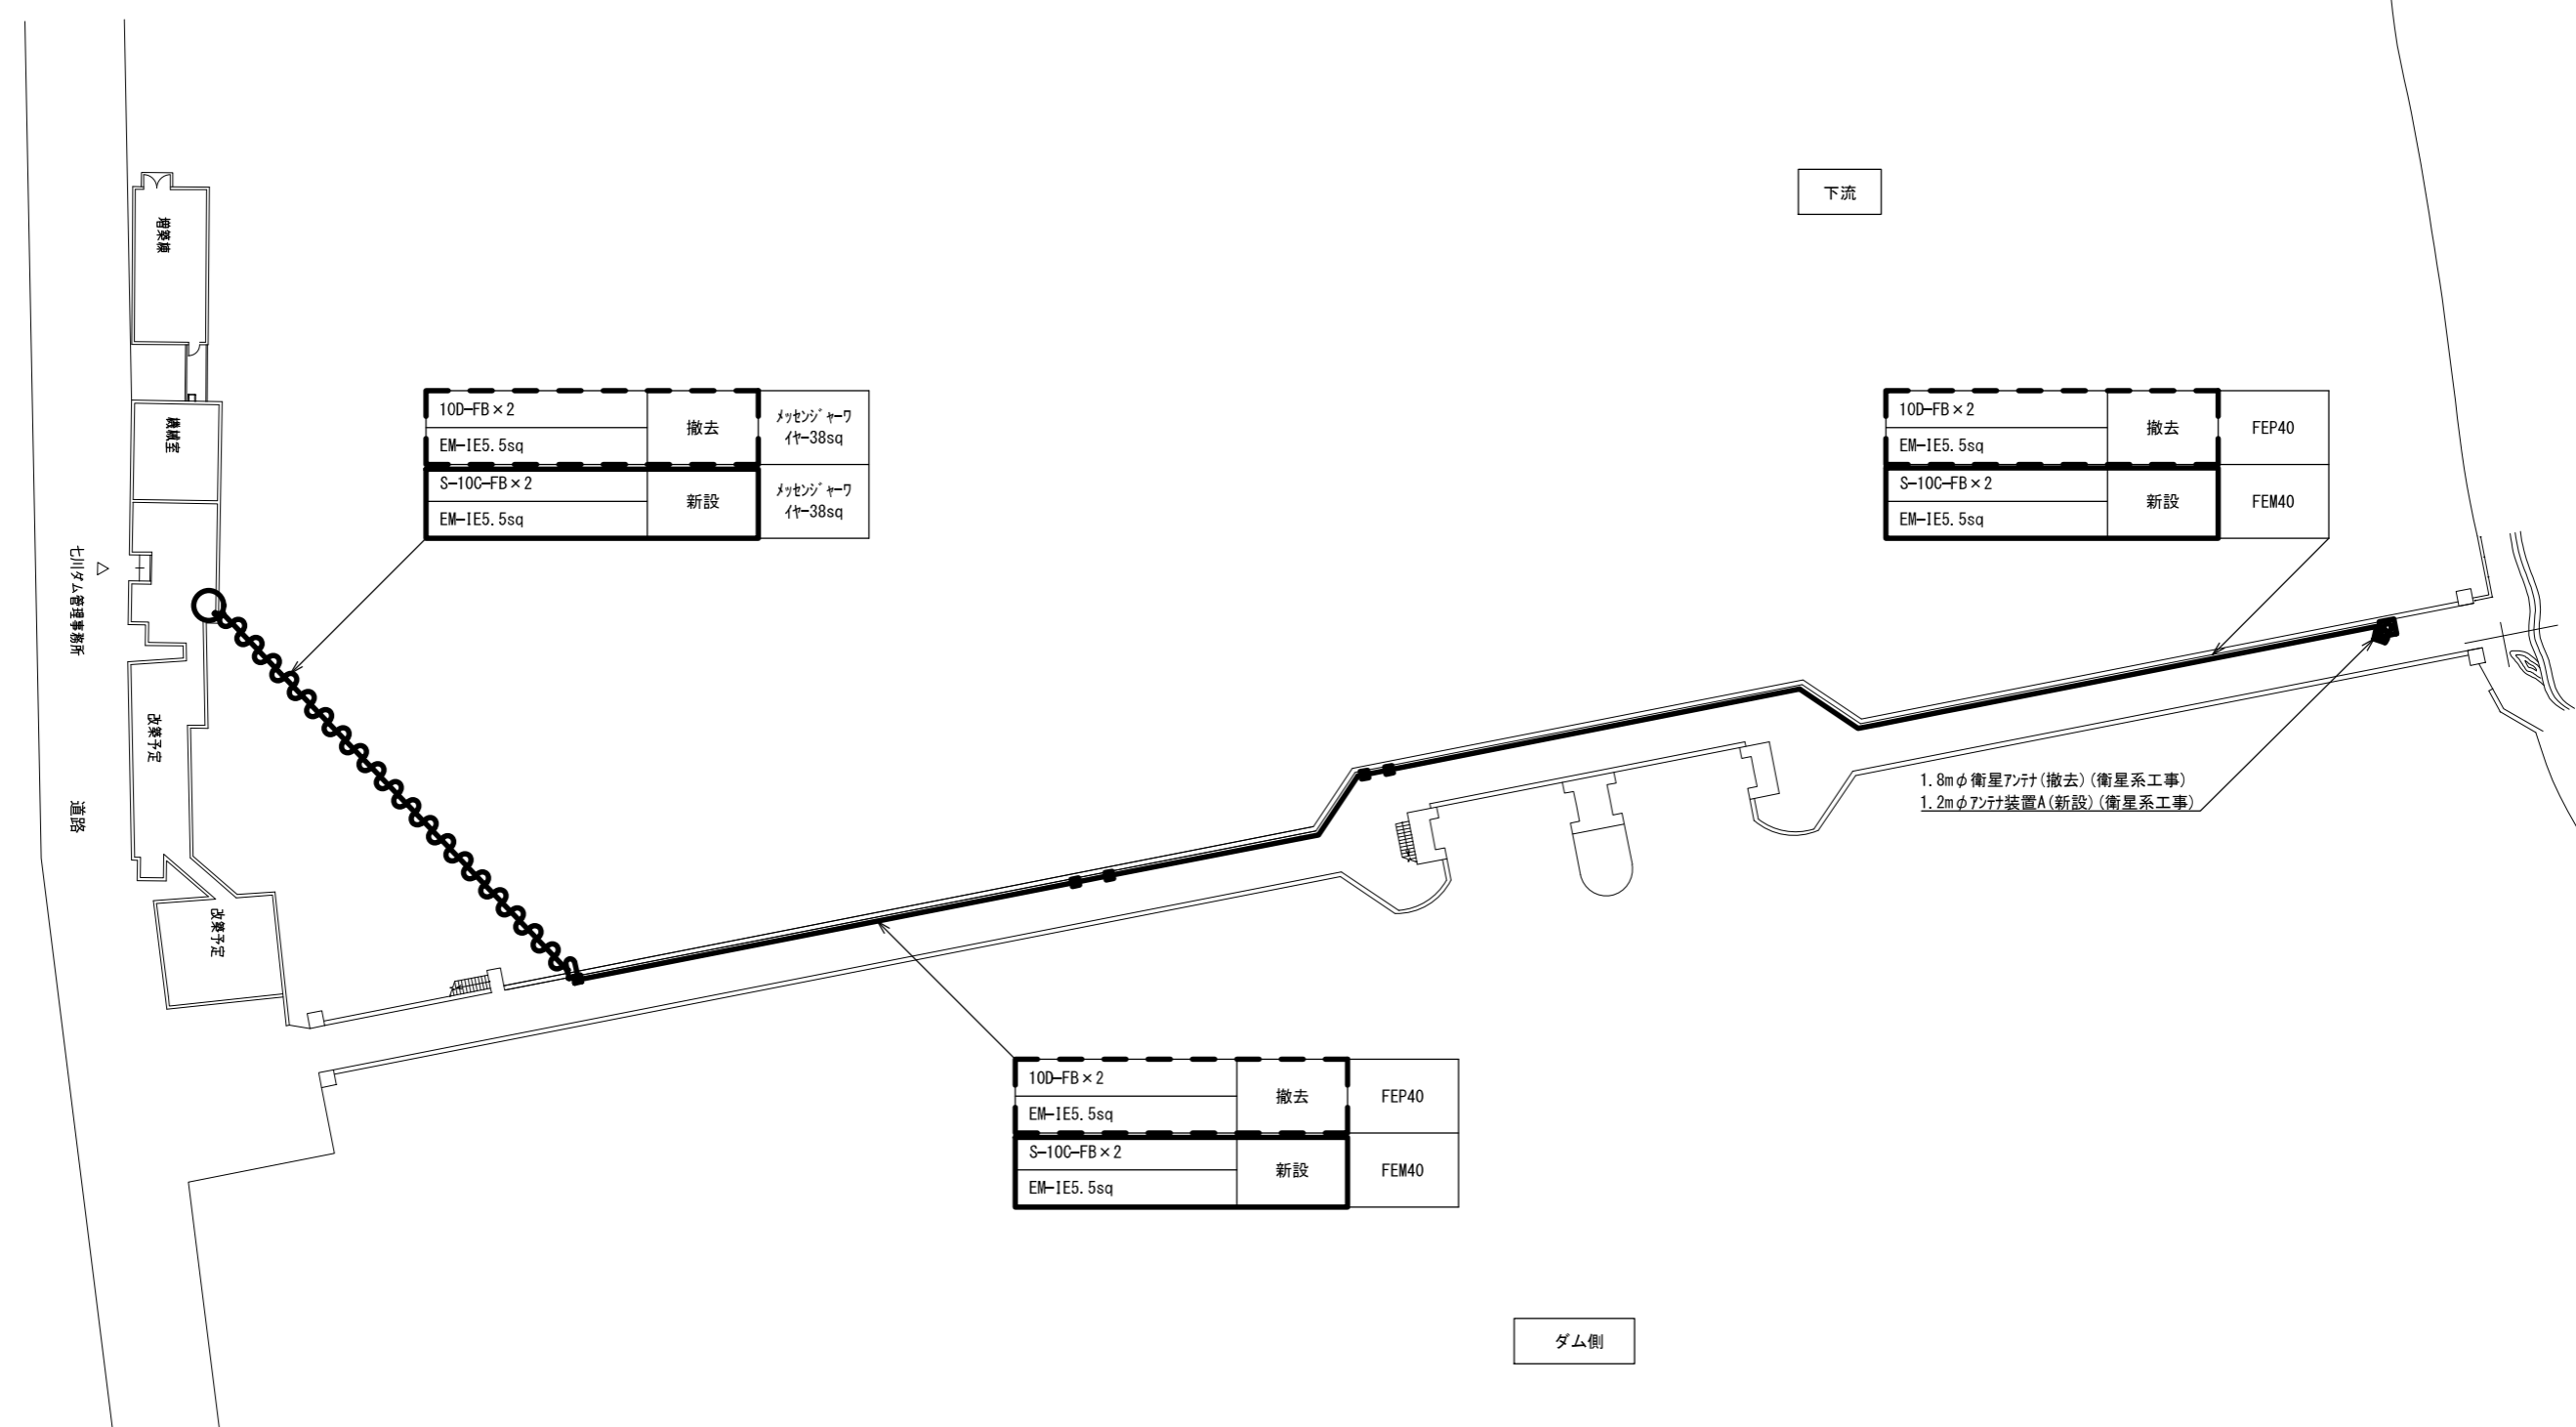 下流
増築棟
機械室
七川ダム管理事務所
改築予定
道路
改築予定
10D-FB×2
EM-IE5.5sq
撤去
メッセンジャーワ
イヤー38sq
S-10C-FB×2
EM-IE5.5sq
新設
メッセンジャーワ
イヤー38sq
10D-FB×2
EM-IE5.5sq
撤去
FEP40
S-10C-FB×2
EM-IE5.5sq
新設
FEM40
1.8mφ衛星アンテナ(撤去)(衛星系工事)
1.2mφアンテナ装置A(新設)(衛星系工事)
10D-FB×2
EM-IE5.5sq
撤去
FEP40
S-10C-FB×2
EM-IE5.5sq
新設
FEM40
ダム側